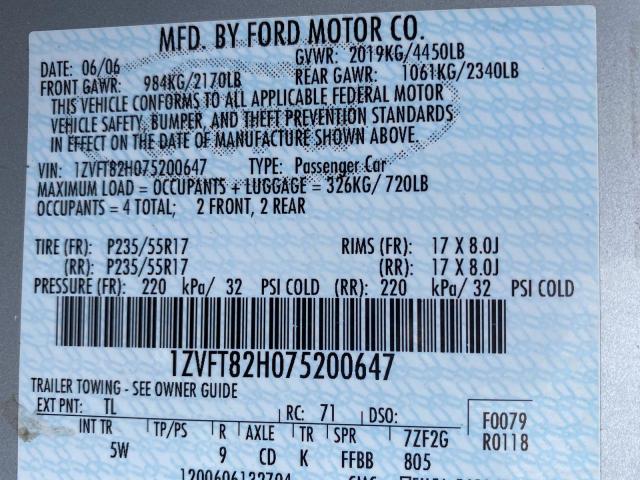 MFD. BY FORD MOTOR CO.
DATE: 06/06 GVWR: 2019KG/4450LB
FRONT GAWR: 984KG/2170LB REAR GAWR: 1061KG/2340LB
THIS VEHICLE CONFORMS TO ALL APPLICABLE FEDERAL MOTOR
VEHICLE SAFETY, BUMPER, AND THEFT PREVENTION STANDARDS
IN EFFECT ON THE DATE OF MANUFACTURE SHOWN ABOVE.
VIN: 1ZVFT82H075200647 TYPE: Passenger Car
MAXIMUM LOAD = OCCUPANTS + LUGGAGE = 326KG/ 720LB
OCCUPANTS = 4 TOTAL; 2 FRONT, 2 REAR
TIRE (FR): P235/55R17 RIMS (FR): 17 X 8.0J
(RR): P235/55R17 (RR): 17 X 8.0J
PRESSURE (FR): 220 kPa/ 32 PSI COLD (RR): 220 kPa/ 32 PSI COLD
1ZVFT82H075200647
TRAILER TOWING - SEE OWNER GUIDE
EXT PNT: TL RC: 71 DSO: F0079
INT TR TP/PS R AXLE TR SPR 7ZF2G R0118
5W 9 CD K FFBB 805